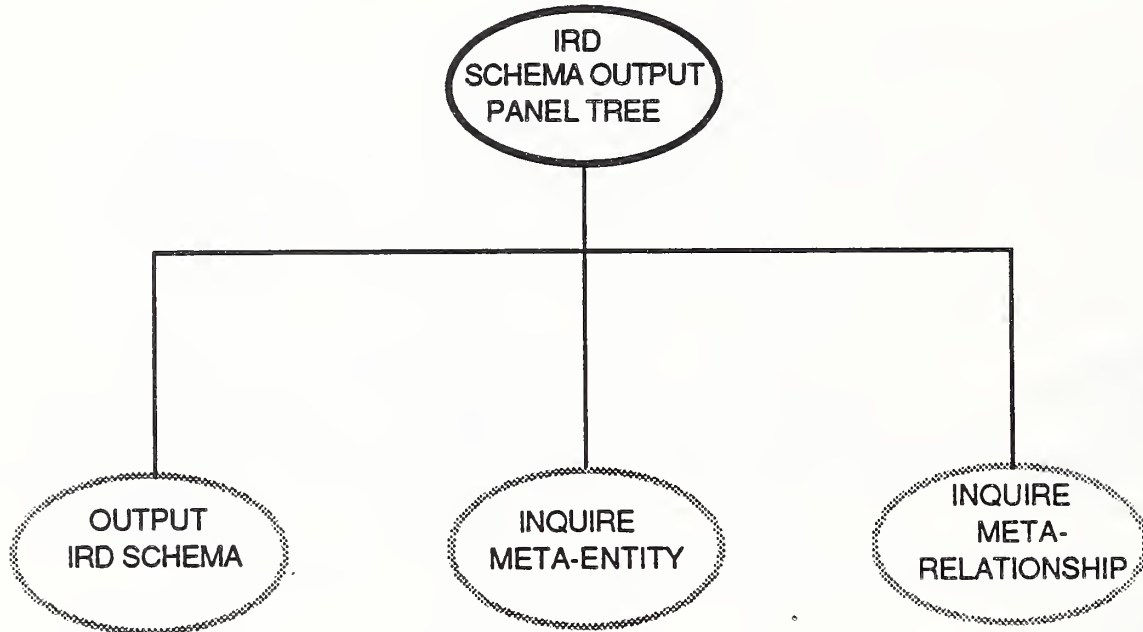 IRD
SCHEMA OUTPUT
PANEL TREE
OUTPUT
IRD SCHEMA
INQUIRE
META-ENTITY
INQUIRE
META-
RELATIONSHIP